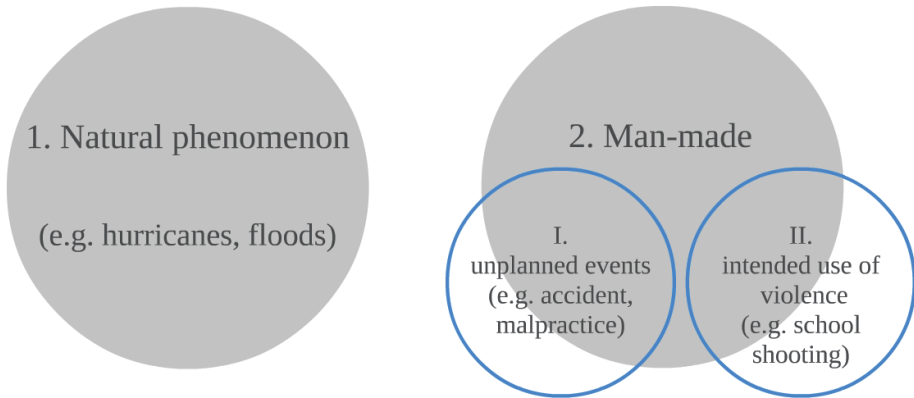 1. Natural phenomenon
(e.g. hurricanes, floods)
2. Man-made
I.
unplanned events
(e.g. accident,
malpractice)
II.
intended use of
violence
(e.g. school
shooting)